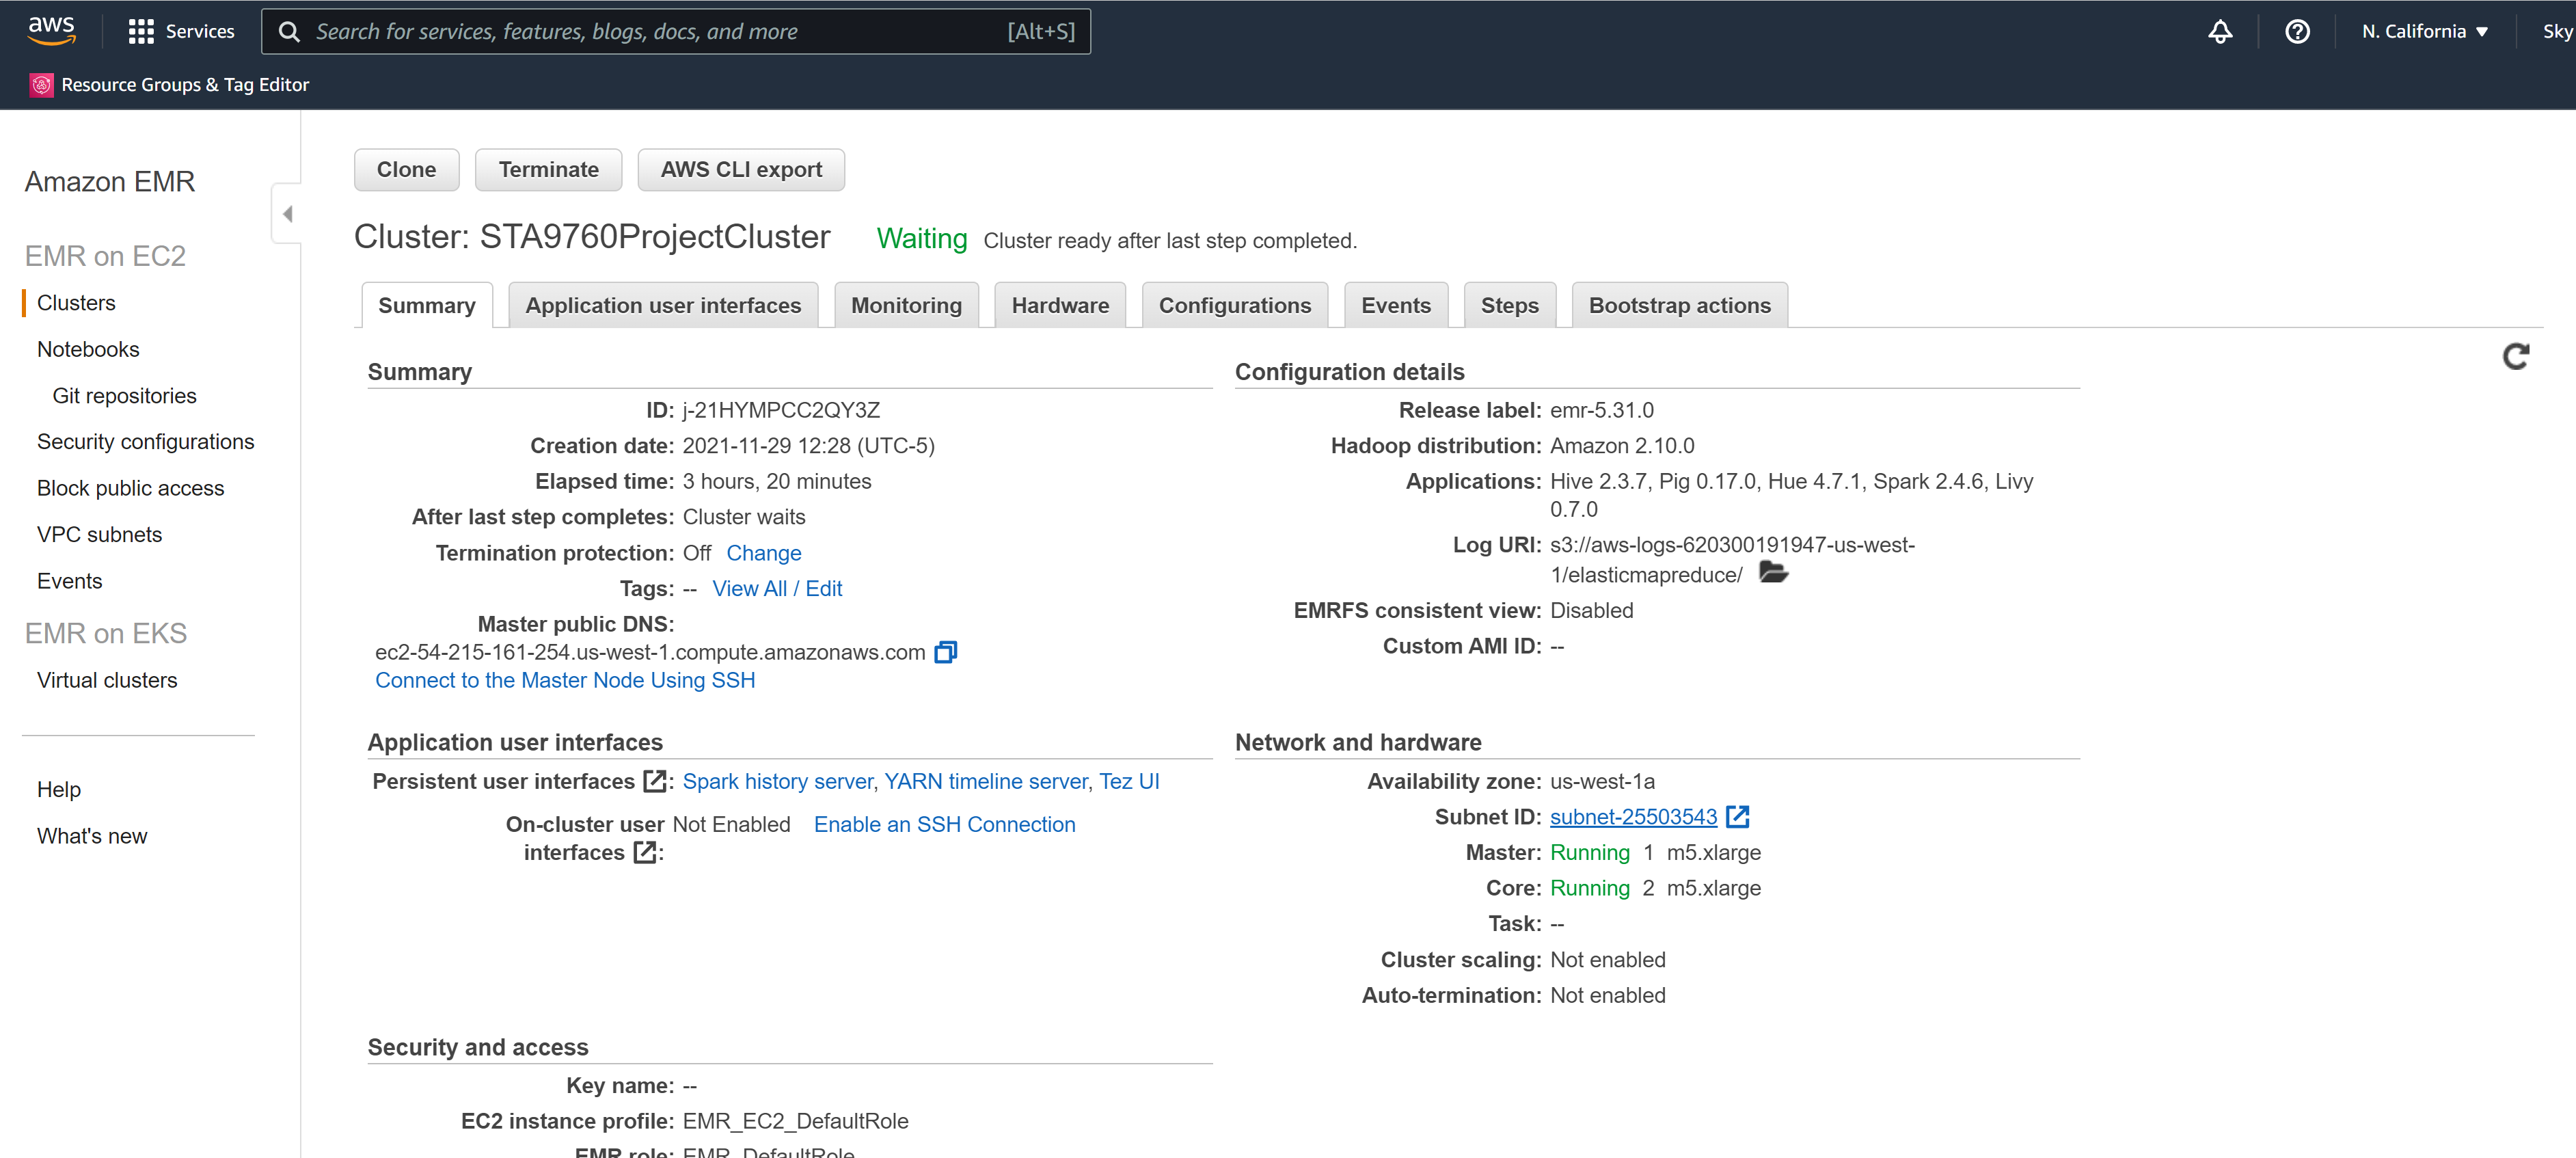 aws
Services
Search for services, features, blogs, docs, and more [Alt+S]
N. California
Sky
Resource Groups & Tag Editor
Amazon EMR
EMR on EC2
Clusters
Notebooks
Git repositories
Security configurations
Block public access
VPC subnets
Events
EMR on EKS
Virtual clusters
Help
What's new
Clone Terminate AWS CLI export
Cluster: STA9760ProjectCluster Waiting Cluster ready after last step completed.
Summary Application user interfaces Monitoring Hardware Configurations Events Steps Bootstrap actions
Summary
ID: j-21HYMPCC2QY3Z
Creation date: 2021-11-29 12:28 (UTC-5)
Elapsed time: 3 hours, 20 minutes
After last step completes: Cluster waits
Termination protection: Off Change
Tags: -- View All / Edit
Master public DNS:
ec2-54-215-161-254.us-west-1.compute.amazonaws.com
Connect to the Master Node Using SSH
Configuration details
Release label: emr-5.31.0
Hadoop distribution: Amazon 2.10.0
Applications: Hive 2.3.7, Pig 0.17.0, Hue 4.7.1, Spark 2.4.6, Livy
0.7.0
Log URI: s3://aws-logs-620300191947-us-west-
1/elasticmapreduce/
EMRFS consistent view: Disabled
Custom AMI ID: --
Application user interfaces
Persistent user interfaces : Spark history server, YARN timeline server, Tez UI
On-cluster user Not Enabled Enable an SSH Connection
interfaces :
Network and hardware
Availability zone: us-west-1a
Subnet ID: subnet-25503543
Master: Running 1 m5.xlarge
Core: Running 2 m5.xlarge
Task: --
Cluster scaling: Not enabled
Auto-termination: Not enabled
Security and access
Key name: --
EC2 instance profile: EMR_EC2_DefaultRole
EMR role: EMR_DefaultRole